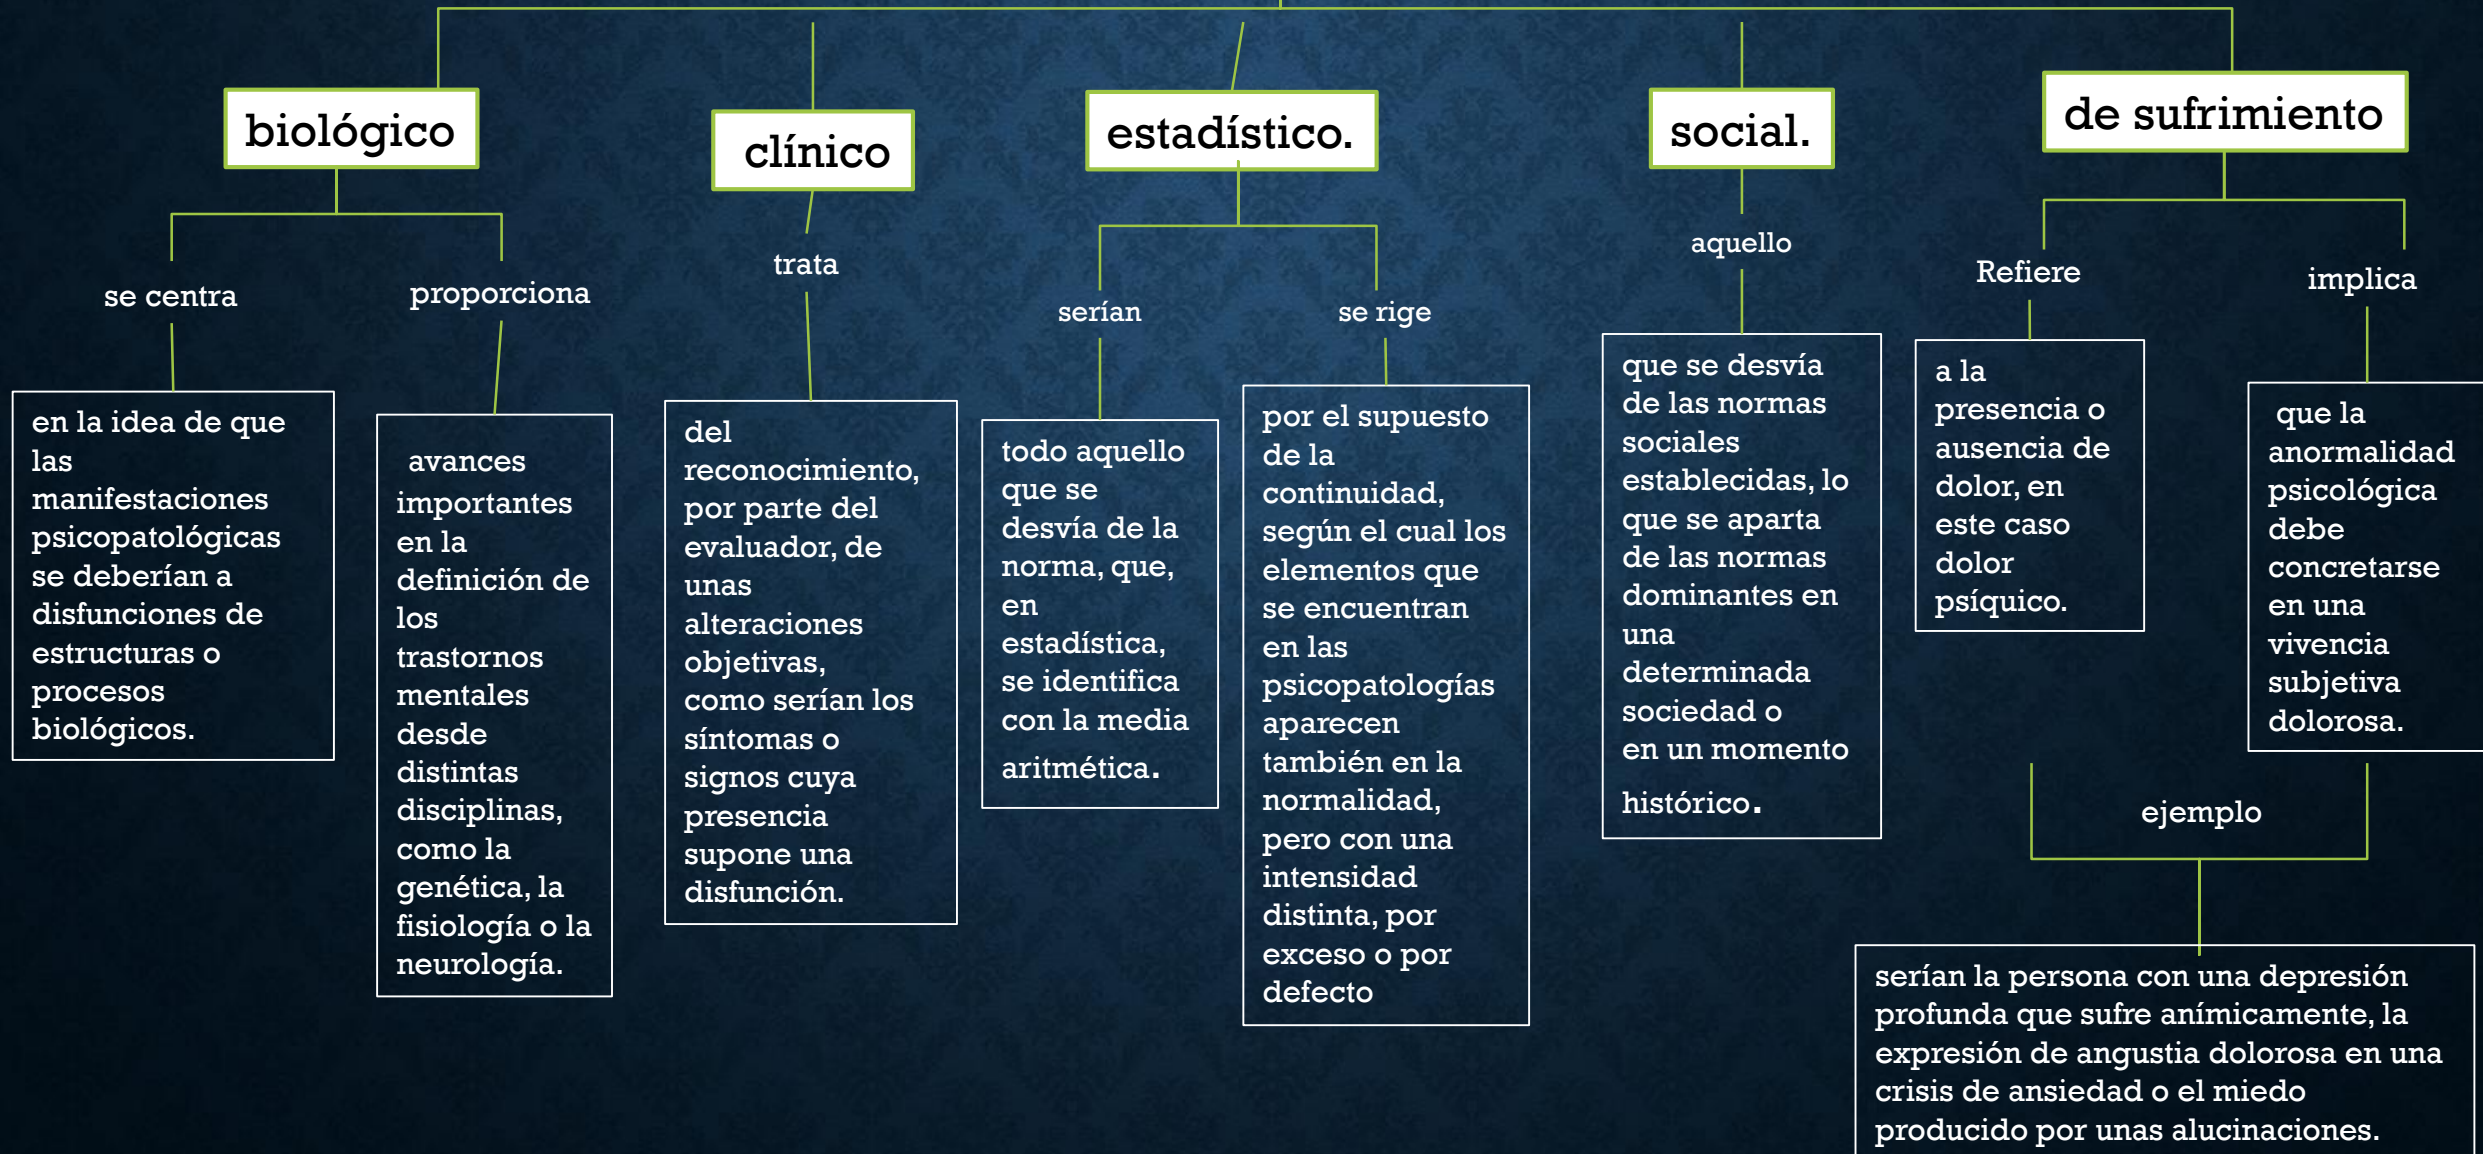 biológico
clínico
estadístico.
social.
de sufrimiento
se centra
en la idea de que
las
manifestaciones
psicopatológicas
se deberían a
disfunciones de
estructuras o
procesos
biológicos.
proporciona
avances
importantes
en la
definición de
los
trastornos
mentales
desde
distintas
disciplinas,
como la
genética, la
fisiología o la
neurología.
trata
del
reconocimiento,
por parte del
evaluador, de
unas
alteraciones
objetivas,
como serían los
síntomas o
signos cuya
presencia
supone una
disfunción.
serían
todo aquello
que se
desvía de la
norma, que,
en
estadística,
se identifica
con la media
aritmética.
se rige
por el supuesto
de la
continuidad,
según el cual los
elementos que
se encuentran
en las
psicopatologías
aparecen
también en la
normalidad,
pero con una
intensidad
distinta, por
exceso o por
defecto
aquello
que se desvía
de las normas
sociales
establecidas, lo
que se aparta
de las normas
dominantes en
una
determinada
sociedad o
en un momento
histórico.
Refiere
a la
presencia o
ausencia de
dolor, en
este caso
dolor
psíquico.
implica
que la
anormalidad
psicológica
debe
concretarse
en una
vivencia
subjetiva
dolorosa.
ejemplo
serían la persona con una depresión
profunda que sufre anímicamente, la
expresión de angustia dolorosa en una
crisis de ansiedad o el miedo
producido por unas alucinaciones.